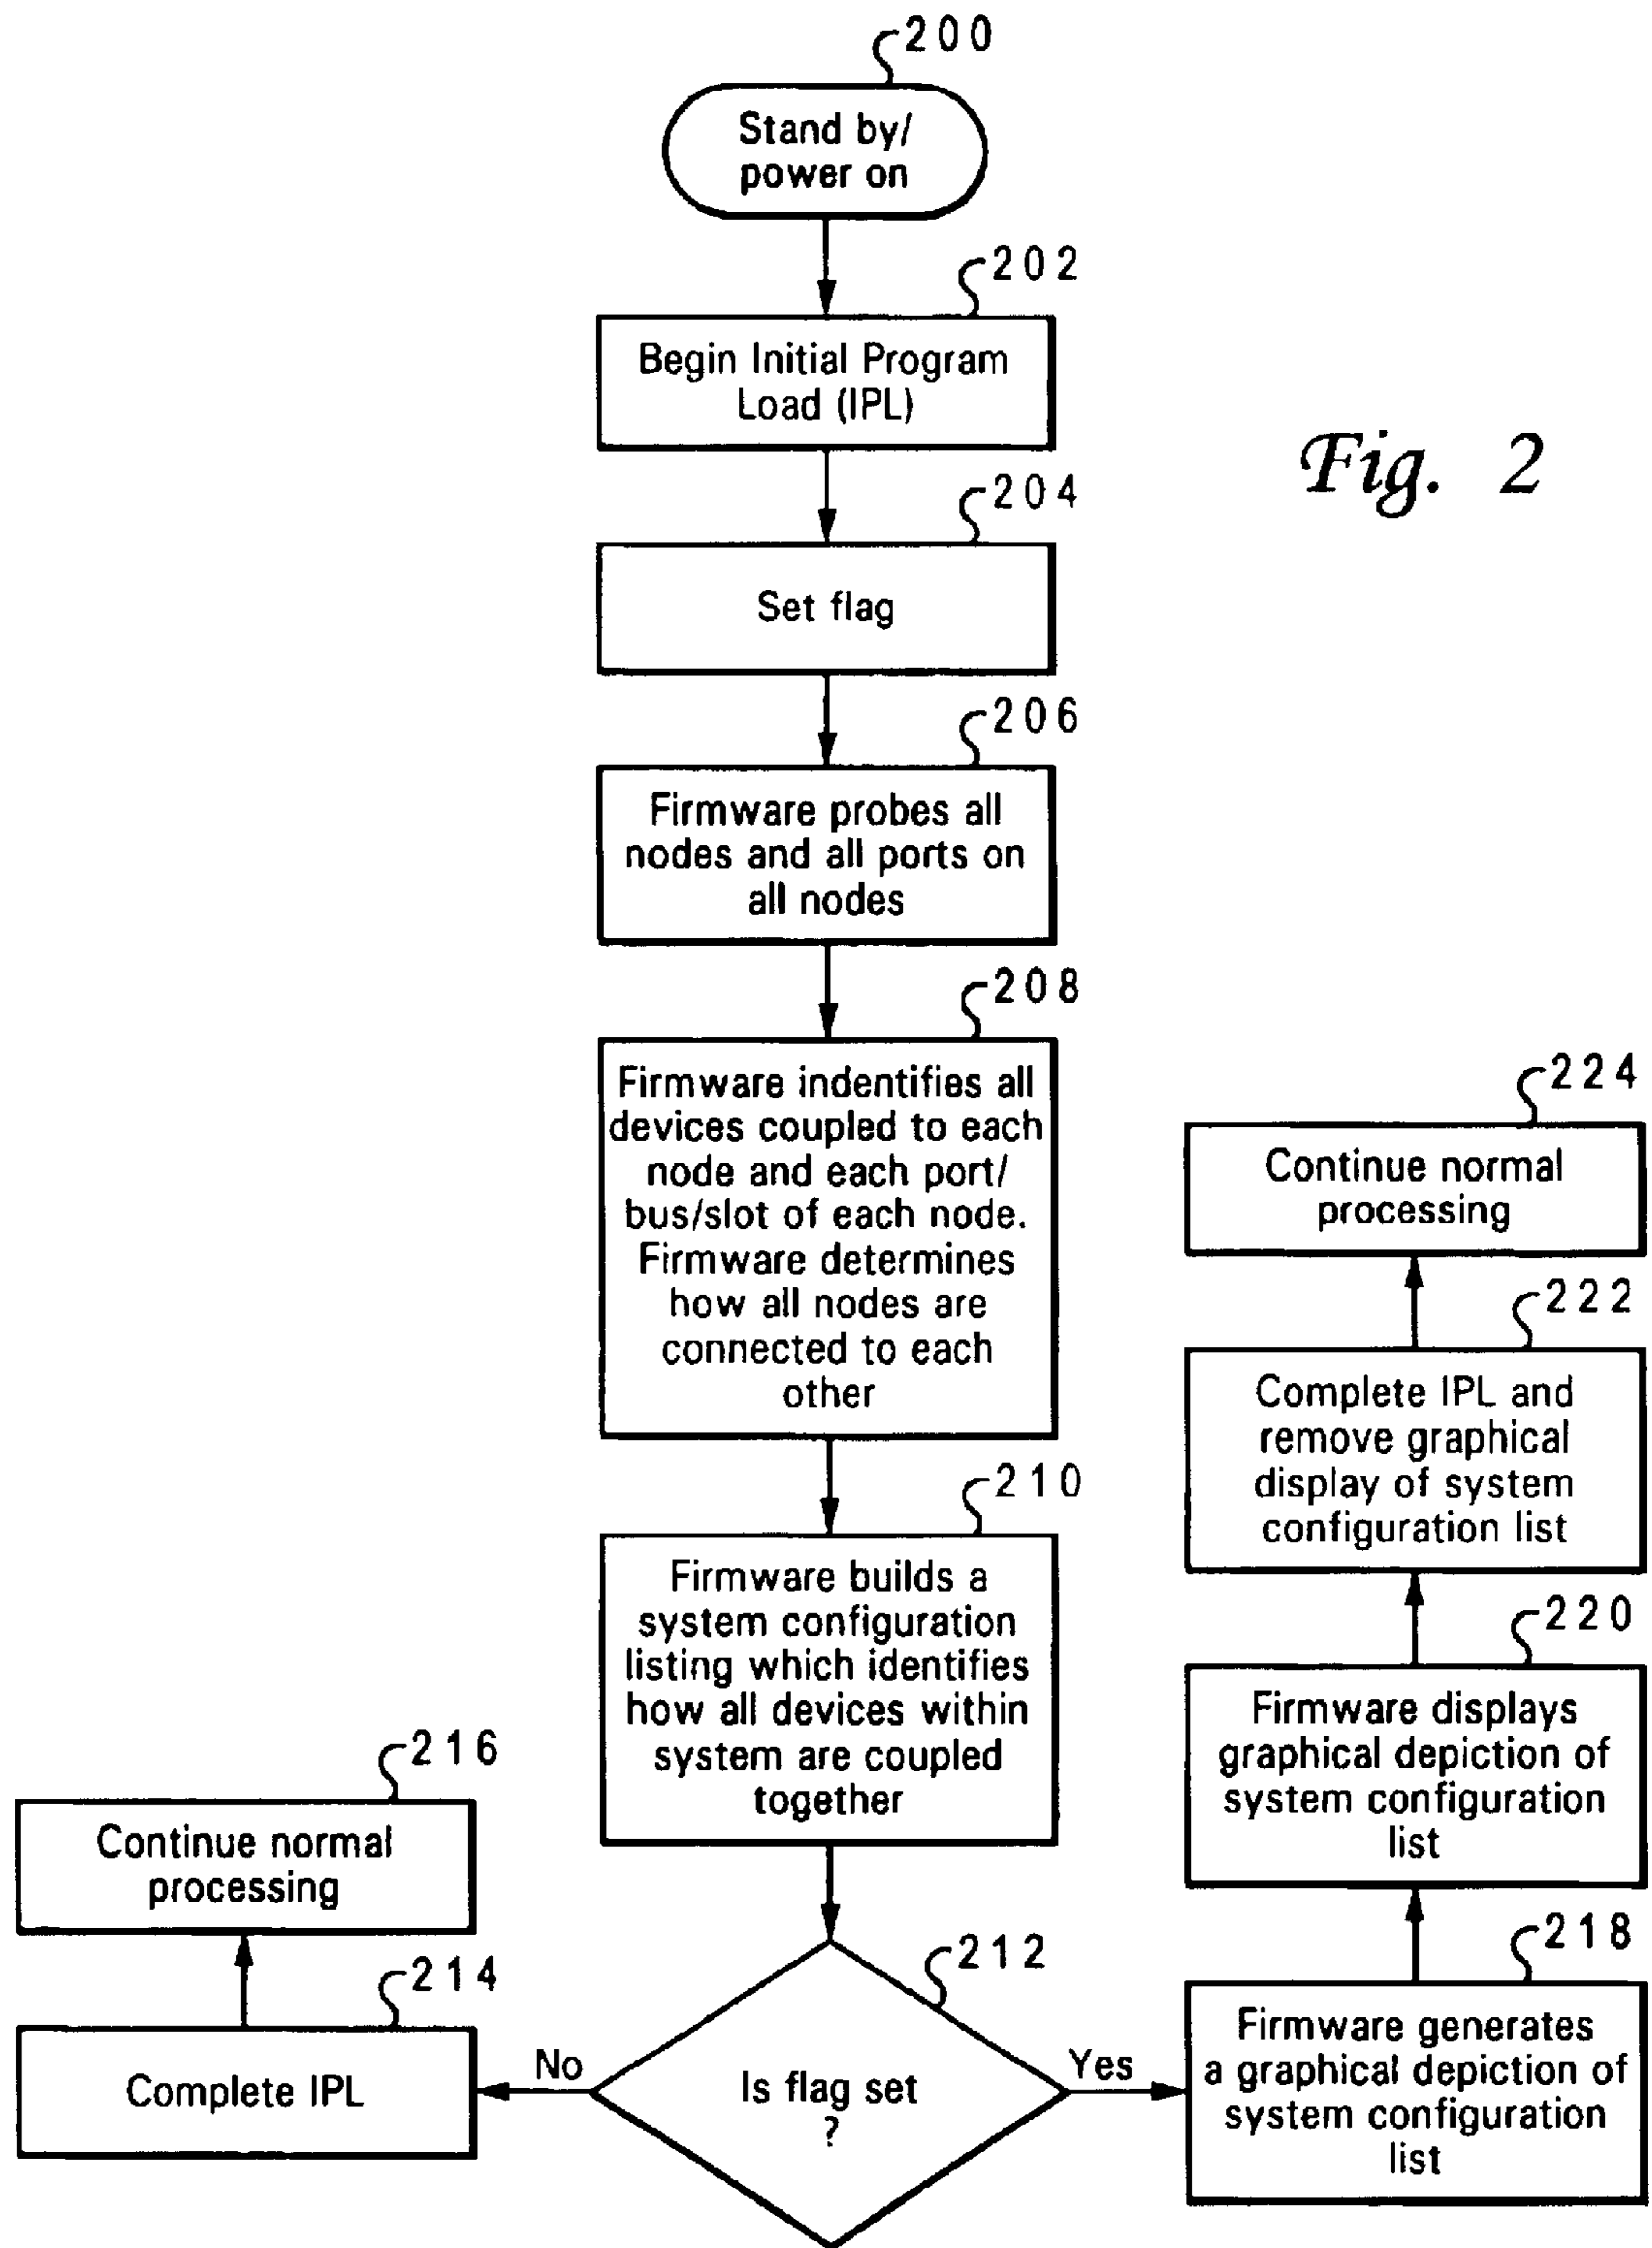 200
Stand by/
power on
202
Begin Initial Program
Load (IPL)
Fig. 2
204
Set flag
206
Firmware probes all
nodes and all ports on
all nodes
208
Firmware indentifies all
devices coupled to each
node and each port/
bus/slot of each node.
Firmware determines
how all nodes are
connected to each
other
210
Firmware builds a
system configuration
listing which identifies
how all devices within
system are coupled
together
212
Is flag set
?
No
214
Complete IPL
216
Continue normal
processing
Yes
218
Firmware generates
a graphical depiction of
system configuration
list
220
Firmware displays
graphical depiction of
system configuration
list
222
Complete IPL and
remove graphical
display of system
configuration list
224
Continue normal
processing